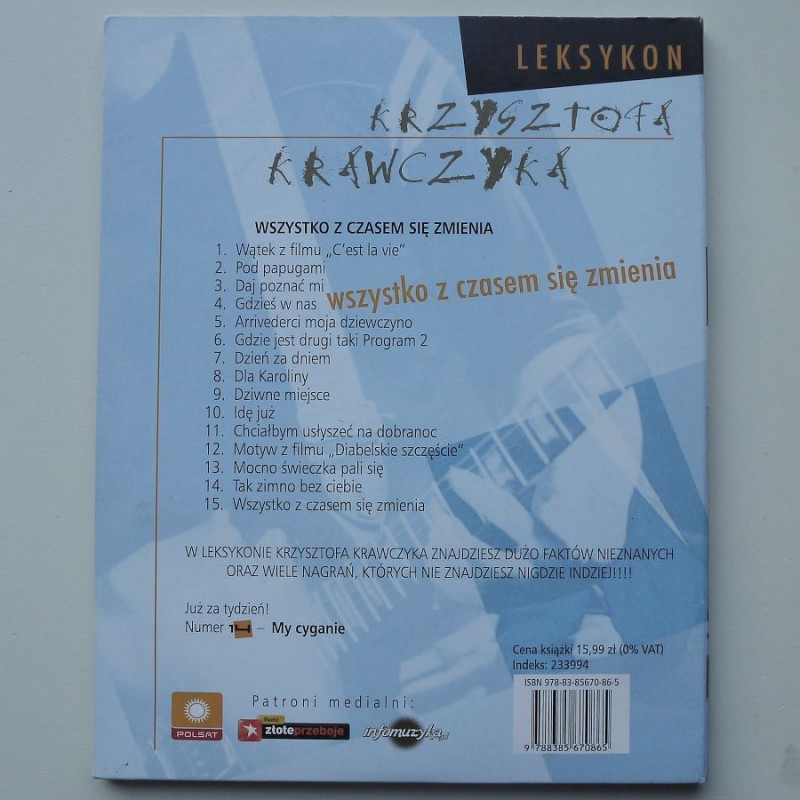 LEKSYKON
KRZYSZTOFA
KRAWCZYKA
WSZYSTKO Z CZASEM SIĘ ZMIENIA
1. Wątek z filmu „C'est la vie"
2. Pod papugami
3. Daj poznać mi
4. Gdzieś w nas
wszystko z czasem się zmienia
5. Arrivederci moja dziewczyno
6. Gdzie jest drugi taki Program 2
7. Dzień za dniem
8. Dla Karoliny
9. Dziwne miejsce
10. Idę już
11. Chciałbym usłyszeć na dobranoc
12. Motyw z filmu „Diabelskie szczęście"
13. Mocno świeczka pali się
14. Tak zimno bez ciebie
15. Wszystko z czasem się zmienia
W LEKSYKONIE KRZYSZTOFA KRAWCZYKA ZNAJDZIESZ DUŻO FAKTÓW NIEZNANYCH
ORAZ WIELE NAGRAŃ, KTÓRYCH NIE ZNAJDZIESZ NIGDZIE INDZIEJ!!!!
Już za tydzień!
Numer 14 – My cyganie
Cena książki 15,99 zł (0% VAT)
Indeks: 233994
ISBN 978-83-85670-86-5
9 788385 670865
Patroni medialni:
POLSAT
Radio
złoteprzeboje
infomuzyka.pl